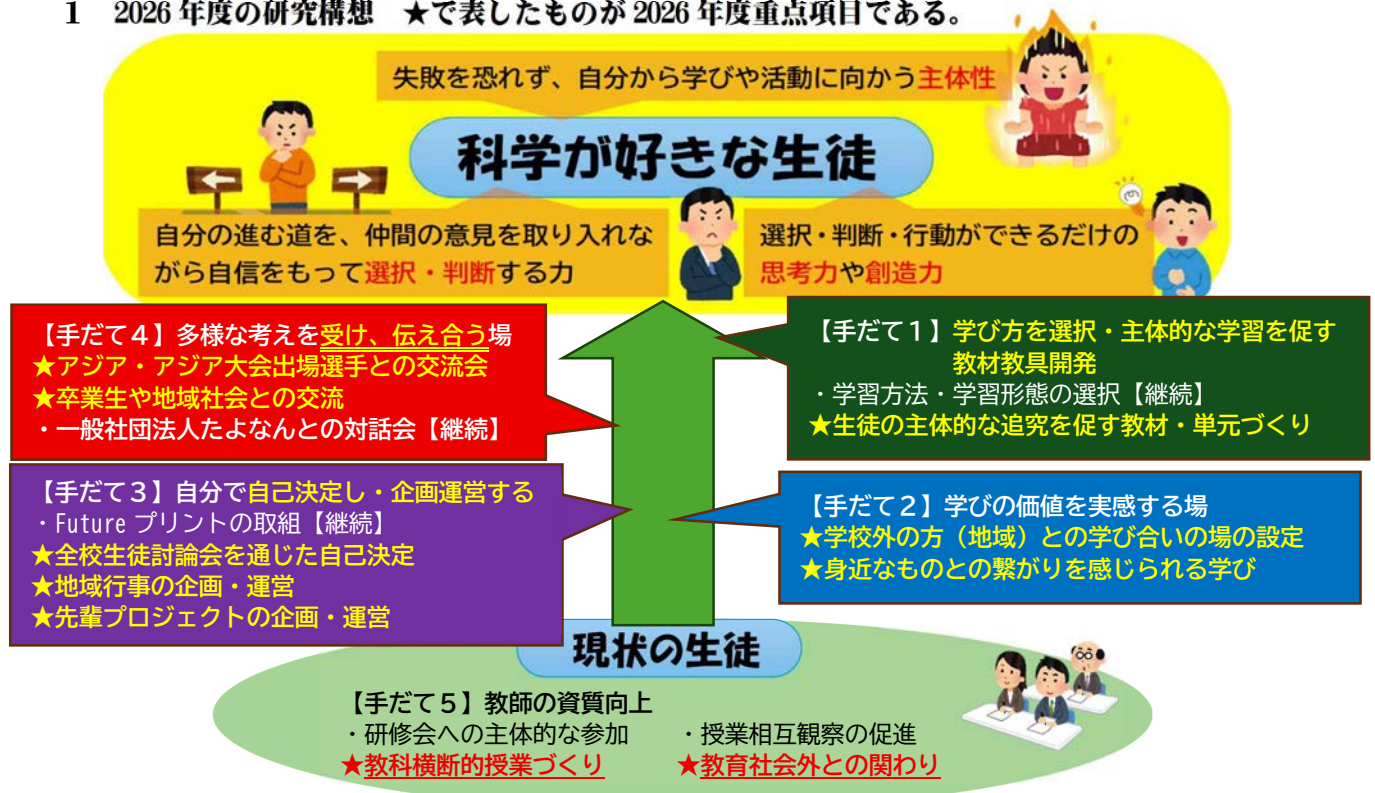 1 2026 年度の研究構想 ★で表したものが 2026 年度重点項目である。
失敗を恐れず、自分から学びや活動に向かう主体性
科学が好きな生徒
自分の進む道を、仲間の意見を取り入れな
がら自信をもって選択・判断する力
選択・判断・行動ができるだけの
思考力や創造力
【手だて４】多様な考えを受け、伝え合う場
★アジア・アジア大会出場選手との交流会
★卒業生や地域社会との交流
・一般社団法人たよなんとの対話会【継続】
【手だて１】学び方を選択・主体的な学習を促す
教材教具開発
・学習方法・学習形態の選択【継続】
★生徒の主体的な追究を促す教材・単元づくり
【手だて３】自分で自己決定し・企画運営する
・Future プリントの取組【継続】
★全校生徒討論会を通じた自己決定
★地域行事の企画・運営
★先輩プロジェクトの企画・運営
【手だて２】学びの価値を実感する場
★学校外の方（地域）との学び合いの場の設定
★身近なものとの繋がりを感じられる学び
現状の生徒
【手だて５】教師の資質向上
・研修会への主体的な参加 ・授業相互観察の促進
★教科横断的授業づくり ★教育社会外との関わり